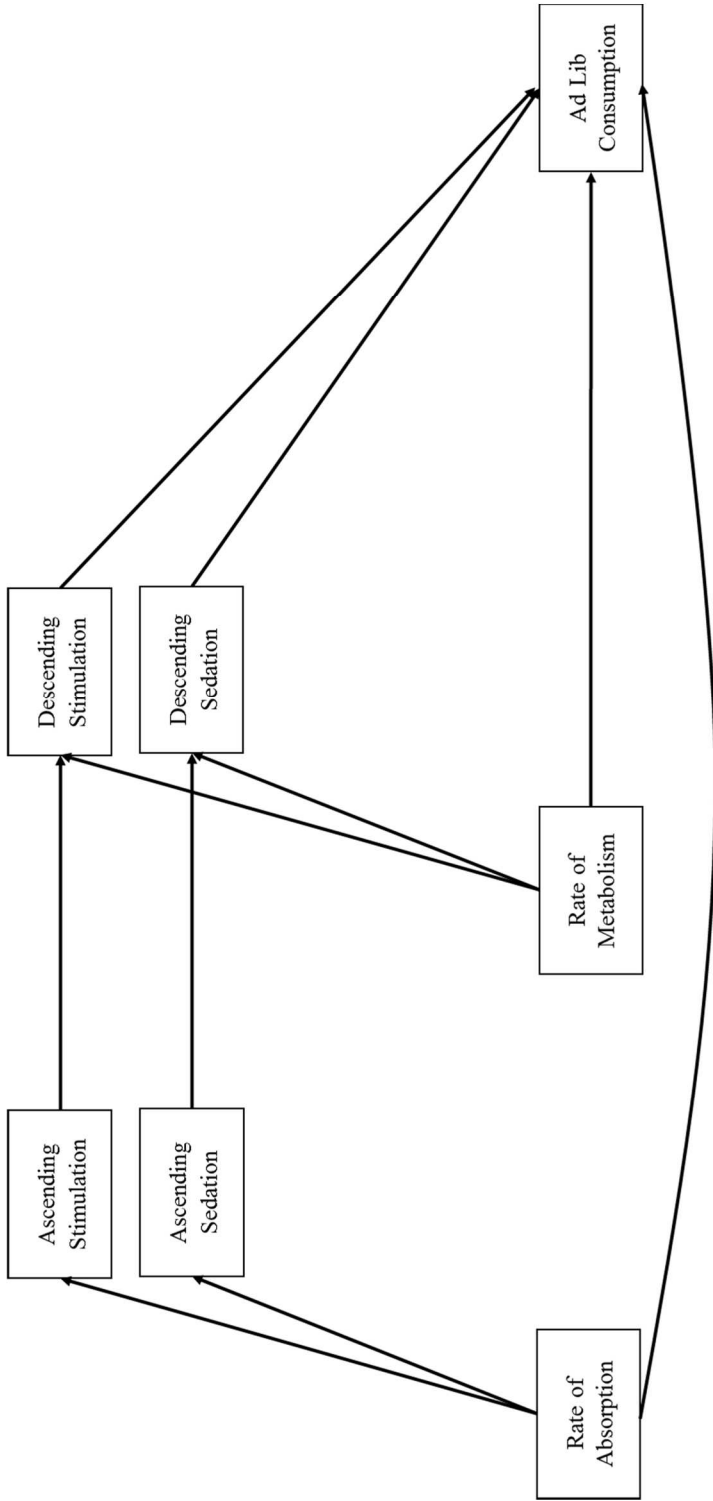 Ascending
Stimulation
Descending
Stimulation
Ascending
Sedation
Descending
Sedation
Rate of
Absorption
Rate of
Metabolism
Ad Lib
Consumption